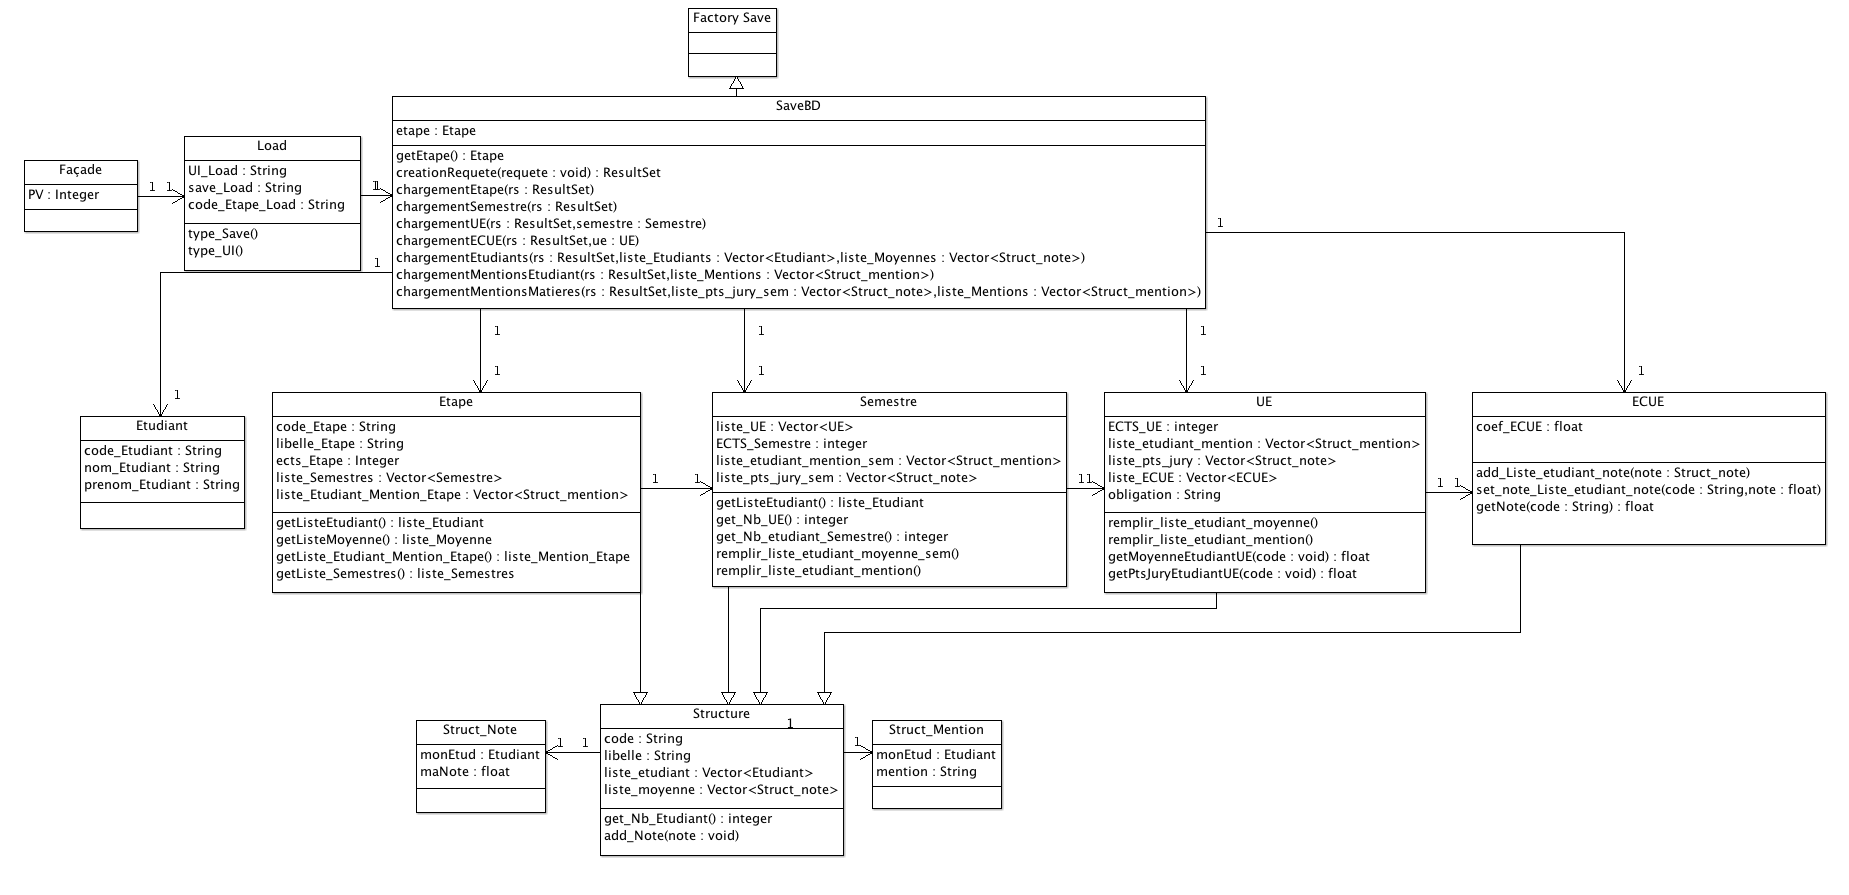 Factory Save
SaveBD
etape : Etape
getEtape() : Etape
creationRequete(requete : void) : ResultSet
chargementEtape(rs : ResultSet)
chargementSemestre(rs : ResultSet)
chargementUE(rs : ResultSet,semestre : Semestre)
chargementECUE(rs : ResultSet,ue : UE)
chargementEtudiants(rs : ResultSet,liste_Etudiants : Vector<Etudiant>,liste_Moyennes : Vector<Struct_note>)
chargementMentionsEtudiant(rs : ResultSet,liste_Mentions : Vector<Struct_mention>)
chargementMentionsMatieres(rs : ResultSet,liste_pts_jury_sem : Vector<Struct_note>,liste_Mentions : Vector<Struct_mention>)
Load
UI_Load : String
save_Load : String
code_Etape_Load : String
type_Save()
type_UI()
Façade
PV : Integer
1 1
1
1
1
1
1
1
1
1
1
1
1
1
1
Etudiant
code_Etudiant : String
nom_Etudiant : String
prenom_Etudiant : String
Etape
code_Etape : String
libelle_Etape : String
ects_Etape : Integer
liste_Semestres : Vector<Semestre>
liste_Etudiant_Mention_Etape : Vector<Struct_mention>
getListeEtudiant() : liste_Etudiant
getListeMoyenne() : liste_Moyenne
getListe_Etudiant_Mention_Etape() : liste_Mention_Etape
getListe_Semestres() : liste_Semestres
1 1
Semestre
liste_UE : Vector<UE>
ECTS_Semestre : integer
liste_etudiant_mention_sem : Vector<Struct_mention>
liste_pts_jury_sem : Vector<Struct_note>
getListeEtudiant() : liste_Etudiant
get_Nb_UE() : integer
get_Nb_etudiant_Semestre() : integer
remplir_liste_etudiant_moyenne_sem()
remplir_liste_etudiant_mention()
11
UE
ECTS_UE : integer
liste_etudiant_mention : Vector<Struct_mention>
liste_pts_jury : Vector<Struct_note>
liste_ECUE : Vector<ECUE>
obligation : String
remplir_liste_etudiant_moyenne()
remplir_liste_etudiant_mention()
getMoyenneEtudiantUE(code : void) : float
getPtsJuryEtudiantUE(code : void) : float
1 1
ECUE
coef_ECUE : float
add_Liste_etudiant_note(note : Struct_note)
set_note_Liste_etudiant_note(code : String,note : float)
getNote(code : String) : float
Struct_Note
monEtud : Etudiant
maNote : float
1 1
Structure
1
code : String
libelle : String
liste_etudiant : Vector<Etudiant>
liste_moyenne : Vector<Struct_note>
get_Nb_Etudiant() : integer
add_Note(note : void)
1
Struct_Mention
monEtud : Etudiant
mention : String